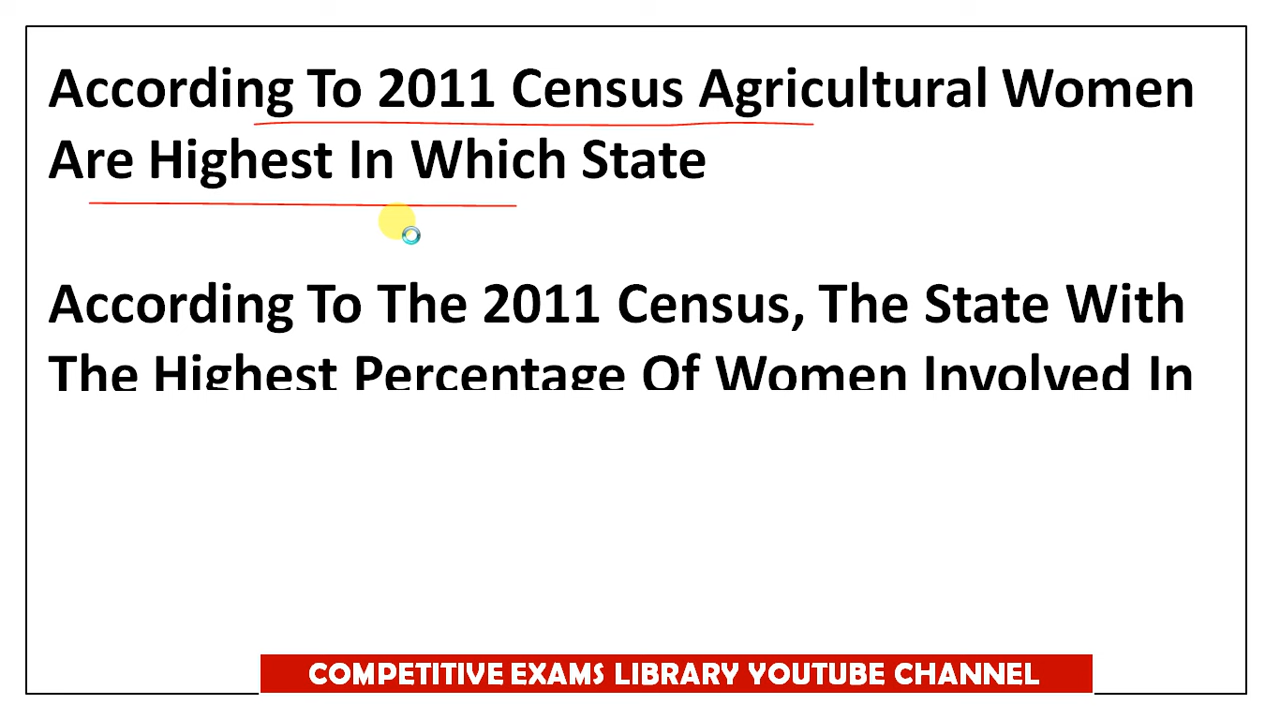 According To 2011 Census Agricultural Women
Are Highest In Which State
According To The 2011 Census, The State With
The Highest Percentage Of Women Involved In
COMPETITIVE EXAMS LIBRARY YOUTUBE CHANNEL